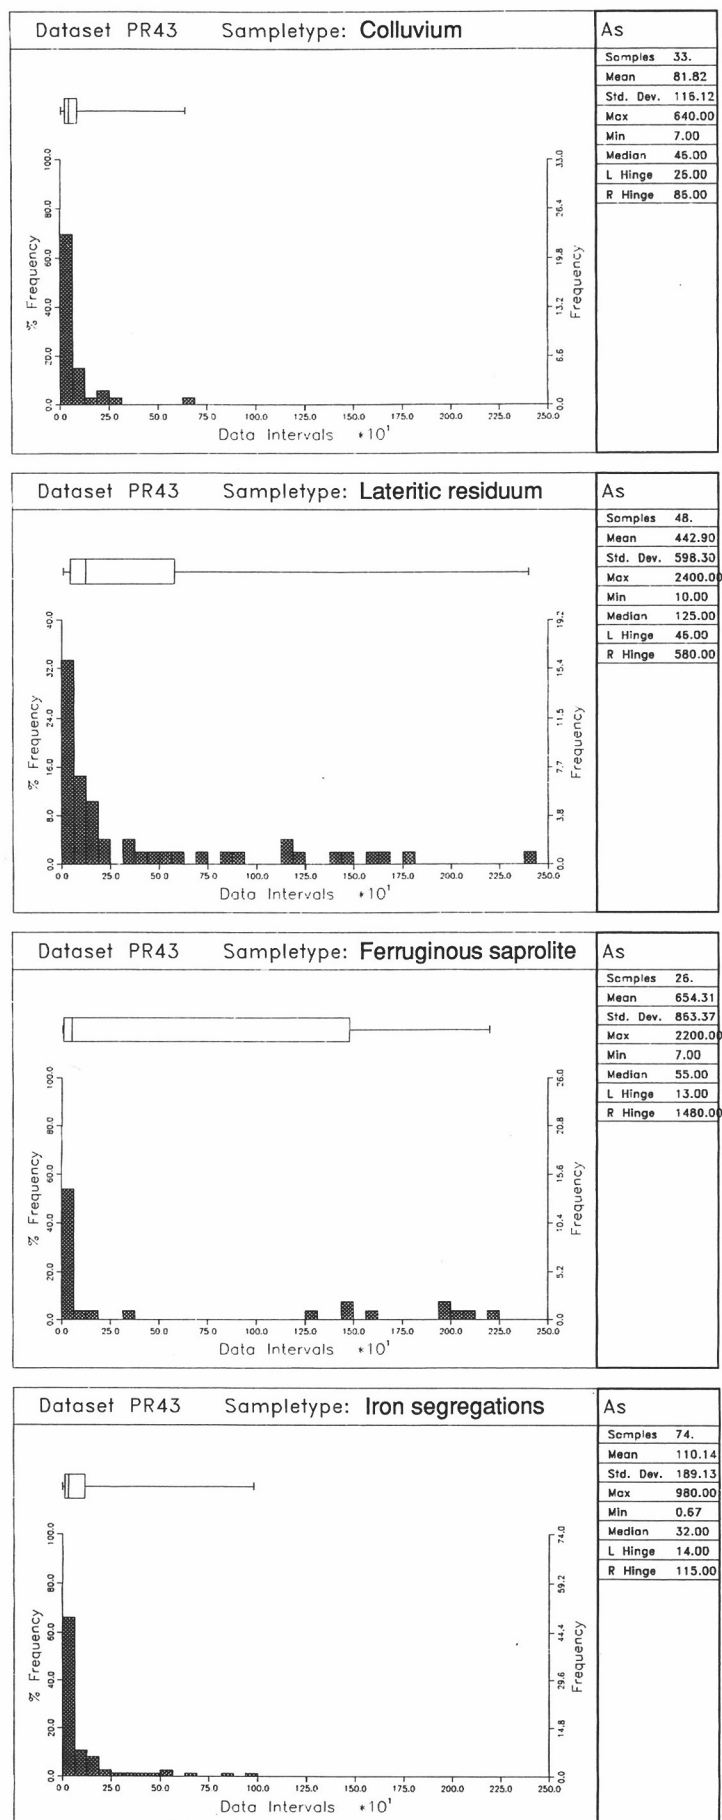 Dataset PR43 Sampletype: Colluvium
As
Samples 33.
Mean 81.82
Std. Dev. 116.12
Max 640.00
Min 7.00
Median 46.00
L Hinge 26.00
R Hinge 86.00
% Frequency
100.0
80.0
60.0
40.0
20.0
0.0
Frequency
33.0
26.4
19.8
13.2
6.6
0.0
0.0 25.0 50.0 75.0 100.0 125.0 150.0 175.0 200.0 225.0 250.0
Data Intervals *10¹
Dataset PR43 Sampletype: Lateritic residuum
As
Samples 48.
Mean 442.90
Std. Dev. 598.30
Max 2400.00
Min 10.00
Median 125.00
L Hinge 46.00
R Hinge 580.00
% Frequency
40.0
32.0
24.0
16.0
8.0
0.0
Frequency
19.2
15.4
11.5
7.7
3.8
0.0
0.0 25.0 50.0 75.0 100.0 125.0 150.0 175.0 200.0 225.0 250.0
Data Intervals *10¹
Dataset PR43 Sampletype: Ferruginous saprolite
As
Samples 26.
Mean 654.31
Std. Dev. 863.37
Max 2200.00
Min 7.00
Median 55.00
L Hinge 13.00
R Hinge 1480.00
% Frequency
100.0
80.0
60.0
40.0
20.0
0.0
Frequency
26.0
20.8
15.6
10.4
5.2
0.0
0.0 25.0 50.0 75.0 100.0 125.0 150.0 175.0 200.0 225.0 250.0
Data Intervals *10¹
Dataset PR43 Sampletype: Iron segregations
As
Samples 74.
Mean 110.14
Std. Dev. 189.13
Max 980.00
Min 0.67
Median 32.00
L Hinge 14.00
R Hinge 115.00
% Frequency
100.0
80.0
60.0
40.0
20.0
0.0
Frequency
74.0
59.2
44.4
29.6
14.8
0.0
0.0 25.0 50.0 75.0 100.0 125.0 150.0 175.0 200.0 225.0 250.0
Data Intervals *10¹